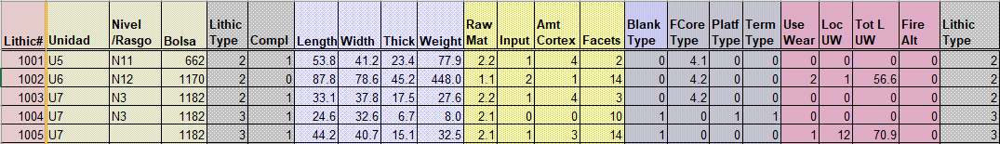 Nivel Lithic Raw Amt Blank FCore Platf Term Use Loc Tot L Fire Lithic
Lithic# Unidad /Rasgo Bolsa Type Compl Length Width Thick Weight Mat Input Cortex Facets Type Type Type Type Wear UW UW Alt Type
1001 U5 N11 662 2 1 53.8 41.2 23.4 77.9 2.2 1 4 2 0 4.1 0 0 0 0 0 0 2
1002 U6 N12 1170 2 0 87.8 78.6 45.2 448.0 1.1 2 1 14 0 4.2 0 0 2 1 56.6 0 2
1003 U7 N3 1182 2 1 33.1 37.8 17.5 27.6 2.2 1 4 3 0 4.2 0 0 0 0 0 0 2
1004 U7 N3 1182 3 1 24.6 32.6 6.7 8.0 2.1 0 0 10 1 0 1 1 0 0 0 0 3
1005 U7 1182 3 1 44.2 40.7 15.1 32.5 2.1 1 3 14 1 0 1 1 1 12 70.9 0 3